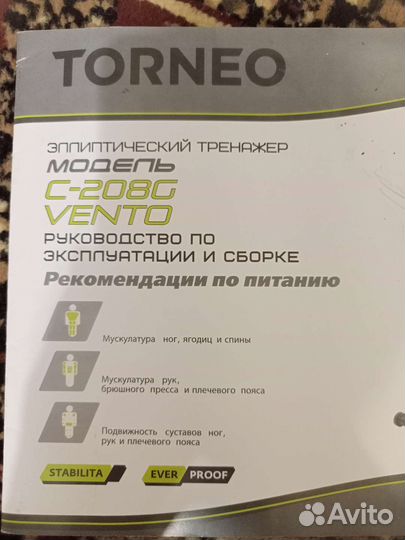 TORNEO
ЭЛЛИПТИЧЕСКИЙ ТРЕНАЖЕР
МОДЕЛЬ
C-208G
VENTO
РУКОВОДСТВО ПО
ЭКСПЛУАТАЦИИ И СБОРКЕ
Рекомендации по питанию
Мускулатура ног, ягодиц и спины
Мускулатура рук,
брюшного пресса и плечевого пояса
Подвижность суставов ног,
рук и плечевого пояса
STABILITA
EVER PROOF
Avito